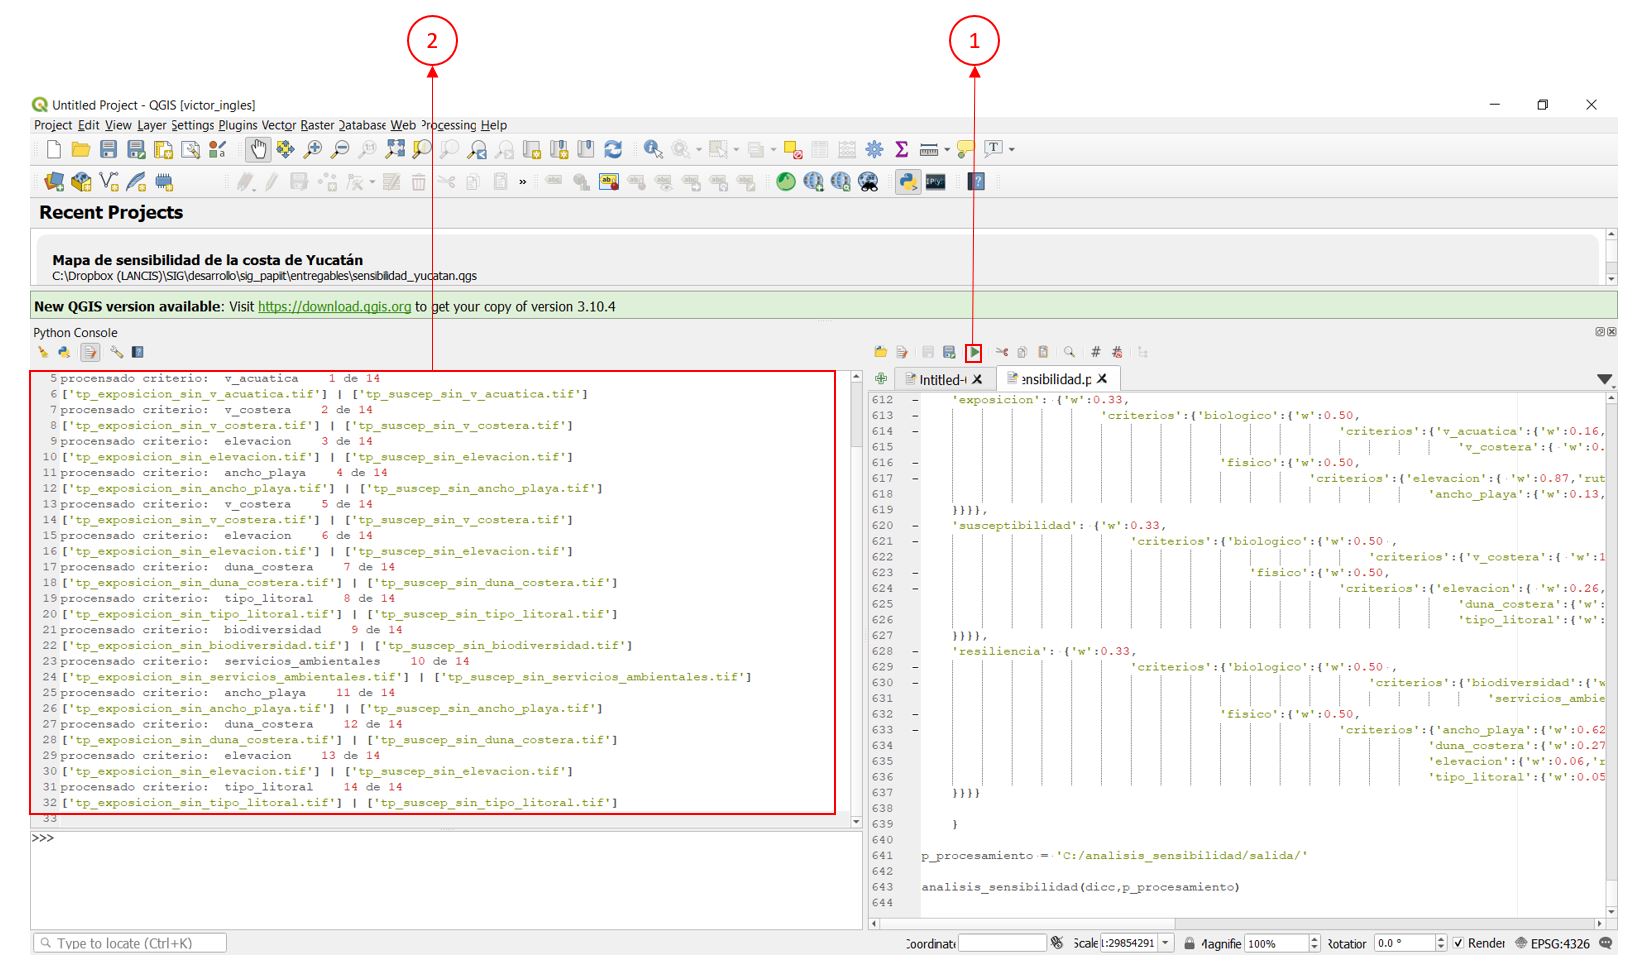 2
1
Untitled Project - QGIS [victor_ingles]
Project Edit View Layer Settings Plugins Vector Raster Database Web Processing Help
Recent Projects
Mapa de sensibilidad de la costa de Yucatán
C:\Dropbox (LANCIS)\SIG\desarrollo\sig_papiit\entregables\sensibilidad_yucatan.qgs
New QGIS version available: Visit https://download.qgis.org to get your copy of version 3.10.4
Python Console
5 procensado criterio: v_acuatica 1 de 14
6 ['tp_exposicion_sin_v_acuatica.tif'] | ['tp_suscep_sin_v_acuatica.tif']
7 procensado criterio: v_costera 2 de 14
8 ['tp_exposicion_sin_v_costera.tif'] | ['tp_suscep_sin_v_costera.tif']
9 procensado criterio: elevacion 3 de 14
10 ['tp_exposicion_sin_elevacion.tif'] | ['tp_suscep_sin_elevacion.tif']
11 procensado criterio: ancho_playa 4 de 14
12 ['tp_exposicion_sin_ancho_playa.tif'] | ['tp_suscep_sin_ancho_playa.tif']
13 procensado criterio: v_costera 5 de 14
14 ['tp_exposicion_sin_v_costera.tif'] | ['tp_suscep_sin_v_costera.tif']
15 procensado criterio: elevacion 6 de 14
16 ['tp_exposicion_sin_elevacion.tif'] | ['tp_suscep_sin_elevacion.tif']
17 procensado criterio: duna_costera 7 de 14
18 ['tp_exposicion_sin_duna_costera.tif'] | ['tp_suscep_sin_duna_costera.tif']
19 procensado criterio: tipo_litoral 8 de 14
20 ['tp_exposicion_sin_tipo_litoral.tif'] | ['tp_suscep_sin_tipo_litoral.tif']
21 procensado criterio: biodiversidad 9 de 14
22 ['tp_exposicion_sin_biodiversidad.tif'] | ['tp_suscep_sin_biodiversidad.tif']
23 procensado criterio: servicios_ambientales 10 de 14
24 ['tp_exposicion_sin_servicios_ambientales.tif'] | ['tp_suscep_sin_servicios_ambientales.tif']
25 procensado criterio: ancho_playa 11 de 14
26 ['tp_exposicion_sin_ancho_playa.tif'] | ['tp_suscep_sin_ancho_playa.tif']
27 procensado criterio: duna_costera 12 de 14
28 ['tp_exposicion_sin_duna_costera.tif'] | ['tp_suscep_sin_duna_costera.tif']
29 procensado criterio: elevacion 13 de 14
30 ['tp_exposicion_sin_elevacion.tif'] | ['tp_suscep_sin_elevacion.tif']
31 procensado criterio: tipo_litoral 14 de 14
32 ['tp_exposicion_sin_tipo_litoral.tif'] | ['tp_suscep_sin_tipo_litoral.tif']
33
>>>
Intitled- ensibilidad.p
612 'exposicion': {'w':0.33,
613 'criterios':{'biologico':{'w':0.50,
614 'criterios':{'v_acuatica':{'w':0.16,
615 'v_costera':{ 'w':0.
616 'fisico':{'w':0.50,
617 'criterios':{'elevacion':{ 'w':0.87,'rut
618 'ancho_playa':{'w':0.13,
619 }}}},
620 'susceptibilidad': {'w':0.33,
621 'criterios':{'biologico':{'w':0.50 ,
622 'criterios':{'v_costera':{ 'w':1
623 'fisico':{'w':0.50,
624 'criterios':{'elevacion':{ 'w':0.26,
625 'duna_costera':{'w':
626 'tipo_litoral':{'w':
627 }}}},
628 'resiliencia': {'w':0.33,
629 'criterios':{'biologico':{'w':0.50 ,
630 'criterios':{'biodiversidad':{'w
631 'servicios_ambie
632 'fisico':{'w':0.50,
633 'criterios':{'ancho_playa':{'w':0.62
634 'duna_costera':{'w':0.27
635 'elevacion':{'w':0.06,'r
636 'tipo_litoral':{'w':0.05
637 }}}}
638
639 }
640
641 p_procesamiento = 'C:/analisis_sensibilidad/salida/'
642
643 analisis_sensibilidad(dicc,p_procesamiento)
644
Type to locate (Ctrl+K) Coordinate Scale 1:29854291 Magnifie 100% Rotation 0.0 ° Render EPSG:4326